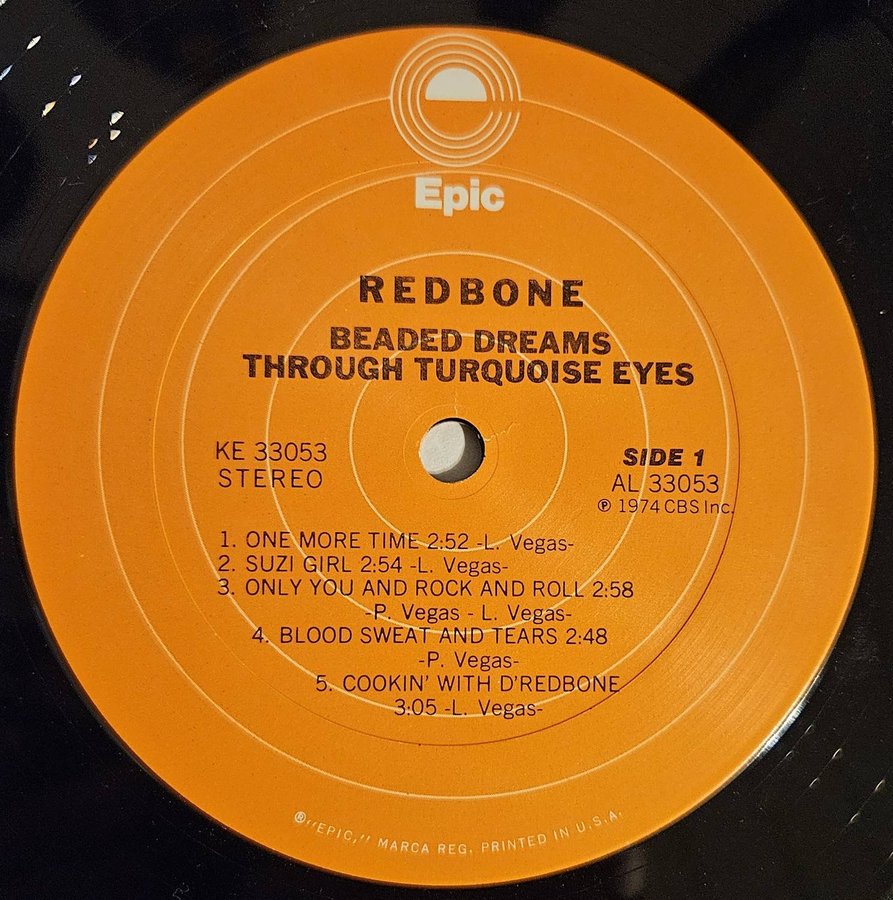 Epic
REDBONE
BEADED DREAMS
THROUGH TURQUOISE EYES
KE 33053
STEREO
SIDE 1
AL 33053
℗ 1974 CBS Inc.
1. ONE MORE TIME 2:52 -L. Vegas-
2. SUZI GIRL 2:54 -L. Vegas-
3. ONLY YOU AND ROCK AND ROLL 2:58
-P. Vegas - L. Vegas-
4. BLOOD SWEAT AND TEARS 2:48
-P. Vegas-
5. COOKIN' WITH D'REDBONE
3:05 -L. Vegas-
®"EPIC," MARCA REG. PRINTED IN U.S.A.